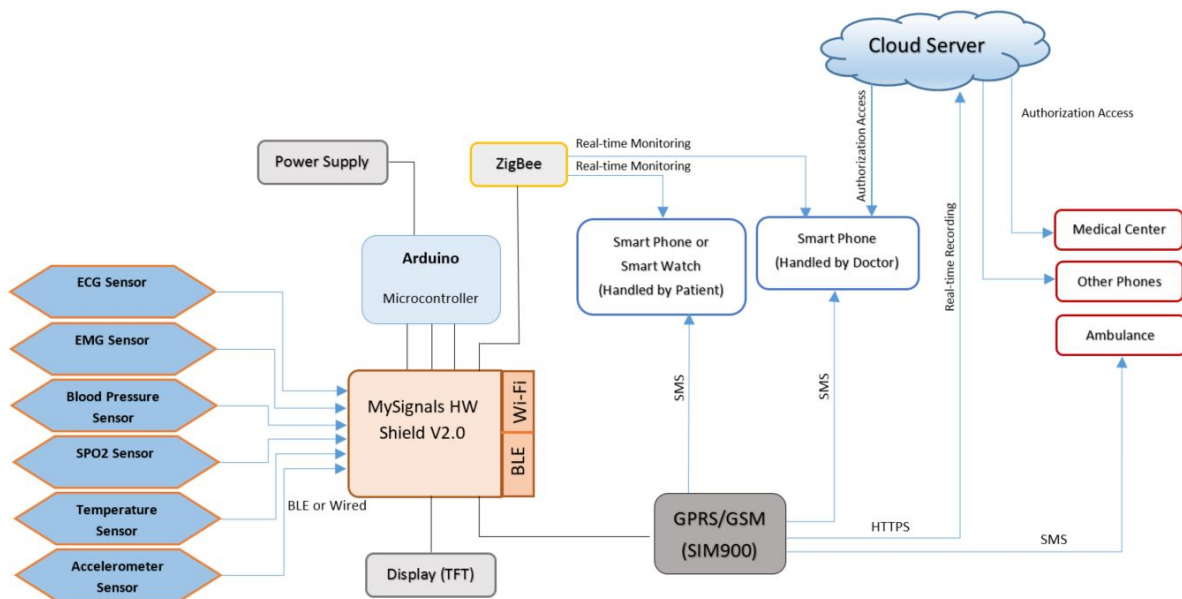 Cloud Server
Authorization Access
Authorization Access
Real-time Monitoring
Real-time Monitoring
Power Supply
ZigBee
Real-time Recording
Arduino
Microcontroller
Smart Phone or
Smart Watch
(Handled by Patient)
Smart Phone
(Handled by Doctor)
Medical Center
Other Phones
Ambulance
ECG Sensor
EMG Sensor
Blood Pressure
Sensor
SPO2 Sensor
Temperature
Sensor
Accelerometer
Sensor
BLE or Wired
MySignals HW
Shield V2.0
Wi-Fi
BLE
SMS
SMS
GPRS/GSM
(SIM900)
HTTPS
SMS
Display (TFT)